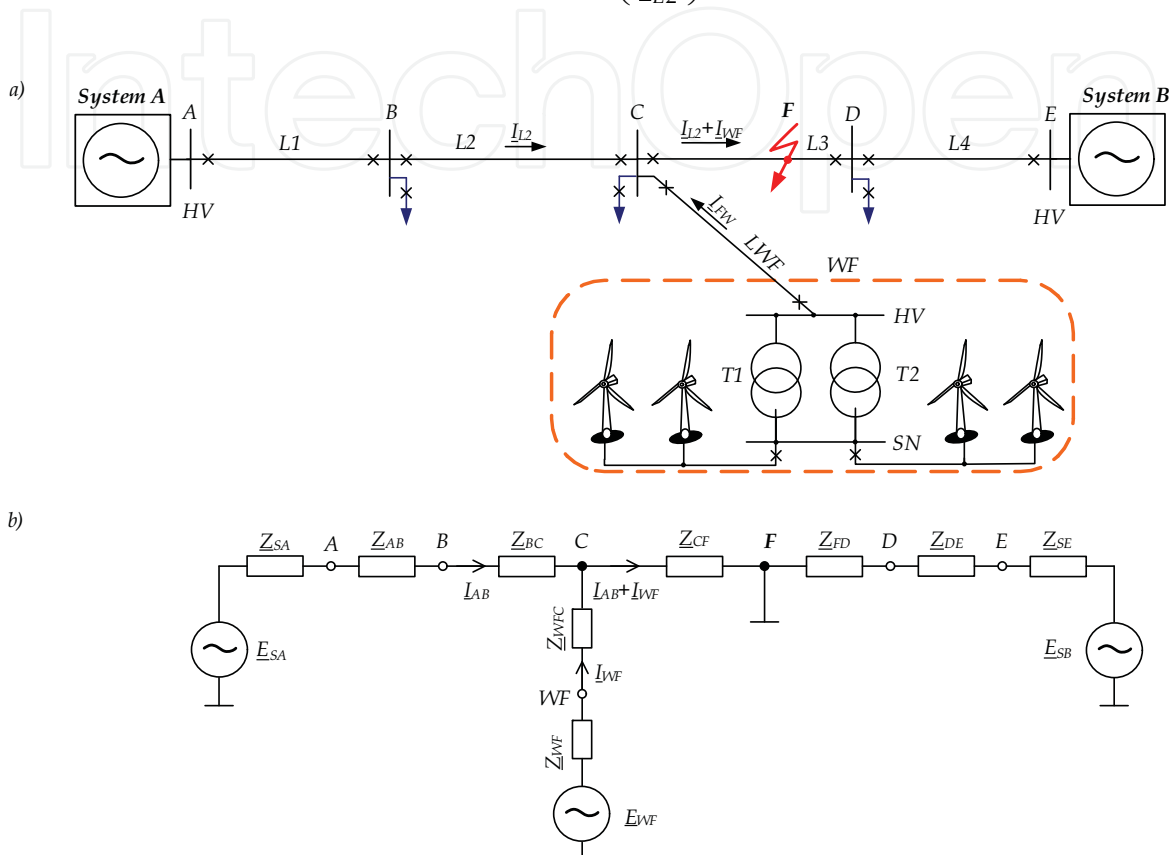 ( Z_L2 )
IntechOpen
a)
System A
System B
A
B
C
F
D
E
L1
L2
I_L2
I_L2+I_WF
L3
L4
HV
HV
I_FW
LWF
WF
HV
T1
T2
SN
b)
Z_SA
A
Z_AB
B
Z_BC
C
Z_CF
F
Z_FD
D
Z_DE
E
Z_SE
I_AB
I_AB+I_WF
Z_WFC
E_SA
E_SB
I_WF
WF
Z_WF
E_WF